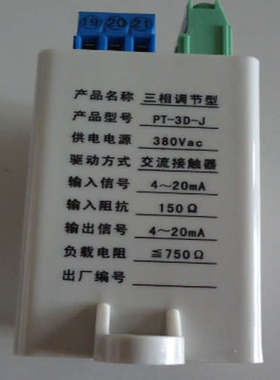 19 20 21
产品名称 三相调节型
产品型号 PT-3D-J
供电电源 380Vac
驱动方式 交流接触器
输入信号 4～20mA
输入阻抗 150Ω
输出信号 4～20mA
负载电阻 ≦750Ω
出厂编号